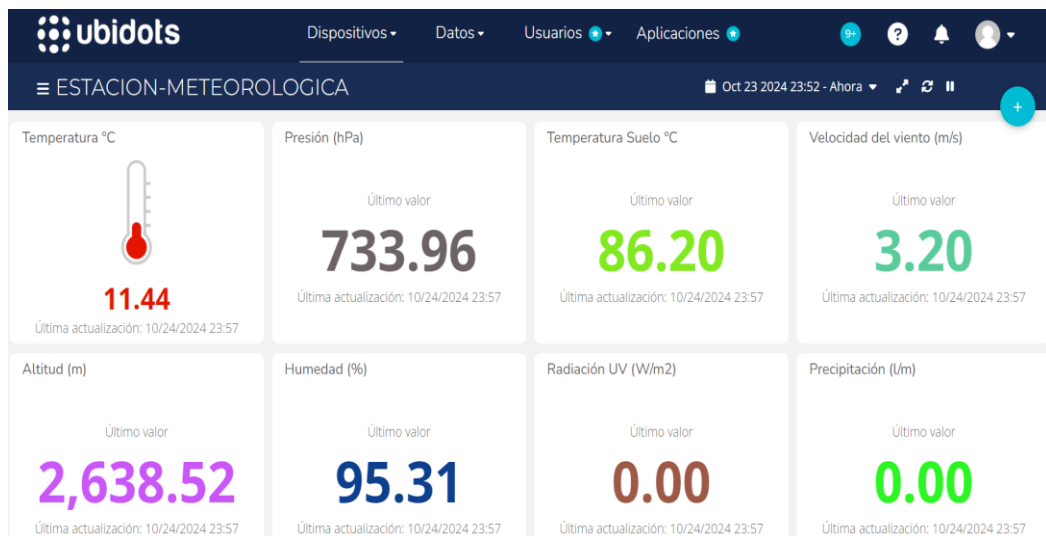 ubidots Dispositivos Datos Usuarios Aplicaciones 9+ ?
ESTACION-METEOROLOGICA Oct 23 2024 23:52 - Ahora
+
Temperatura °C
11.44
Última actualización: 10/24/2024 23:57
Presión (hPa)
Último valor
733.96
Última actualización: 10/24/2024 23:57
Temperatura Suelo °C
Último valor
86.20
Última actualización: 10/24/2024 23:57
Velocidad del viento (m/s)
Último valor
3.20
Última actualización: 10/24/2024 23:57
Altitud (m)
Último valor
2,638.52
Última actualización: 10/24/2024 23:57
Humedad (%)
Último valor
95.31
Última actualización: 10/24/2024 23:57
Radiación UV (W/m2)
Último valor
0.00
Última actualización: 10/24/2024 23:57
Precipitación (l/m)
Último valor
0.00
Última actualización: 10/24/2024 23:57